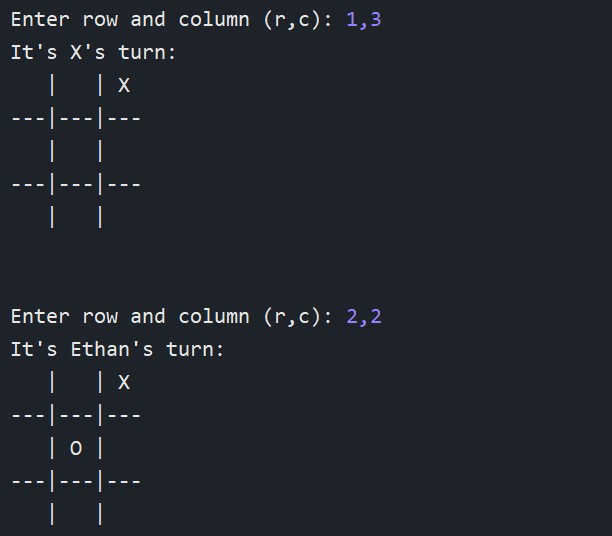 Enter row and column (r,c): 1,3
It's X's turn:
   |   | X
---|---|---
   |   |
---|---|---
   |   |
Enter row and column (r,c): 2,2
It's Ethan's turn:
   |   | X
---|---|---
   | O |
---|---|---
   |   |